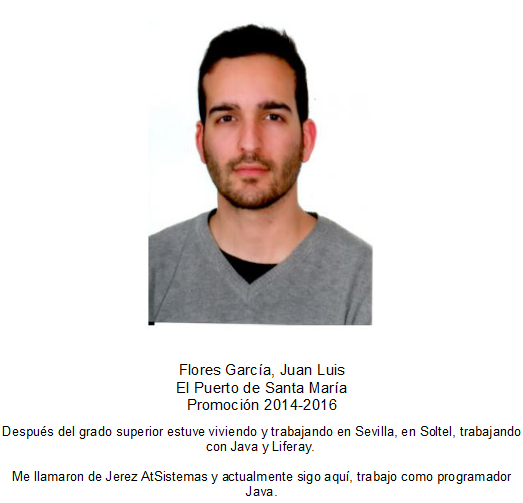 Flores García, Juan Luis
El Puerto de Santa María
Promoción 2014-2016
Después del grado superior estuve viviendo y trabajando en Sevilla, en Soltel, trabajando
con Java y Liferay.
Me llamaron de Jerez AtSistemas y actualmente sigo aquí, trabajo como programador
Java.